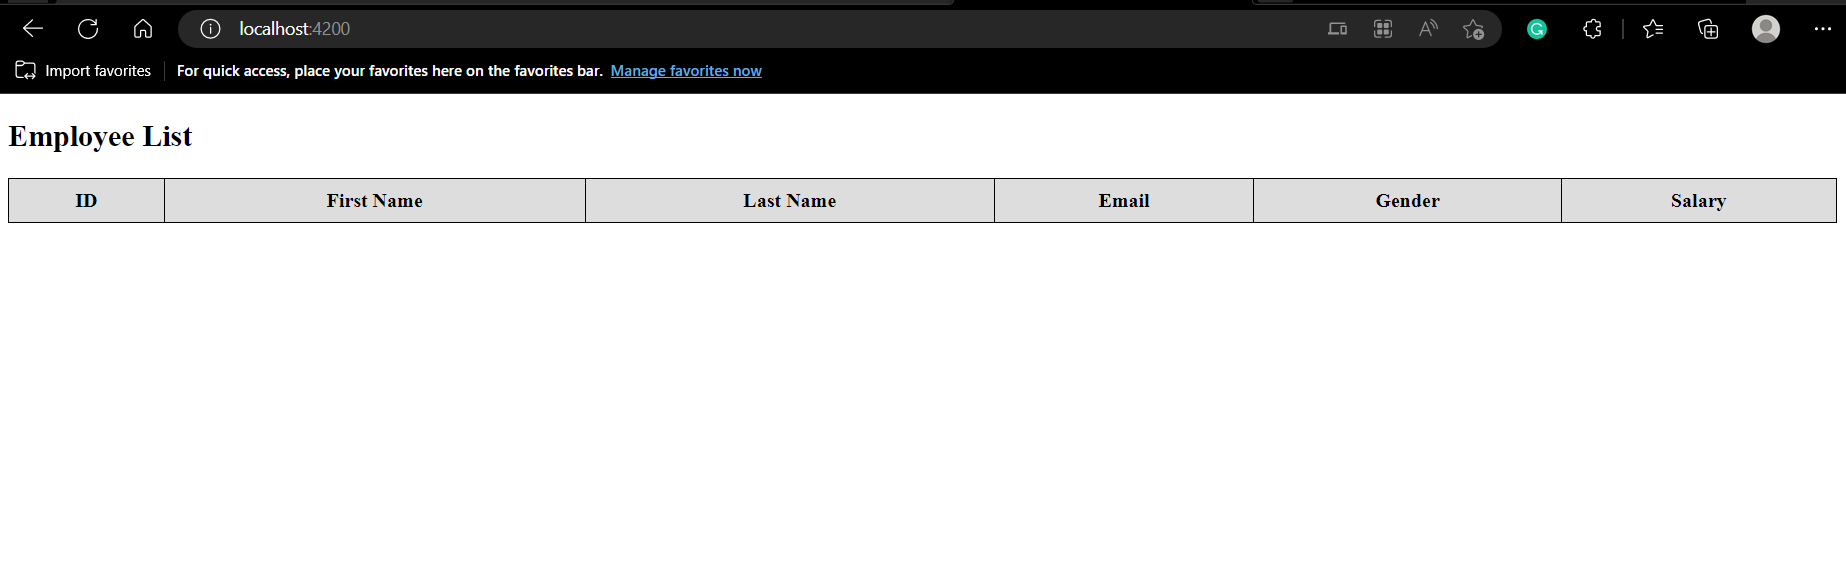 localhost:4200
Import favorites For quick access, place your favorites here on the favorites bar. Manage favorites now
Employee List
ID First Name Last Name Email Gender Salary